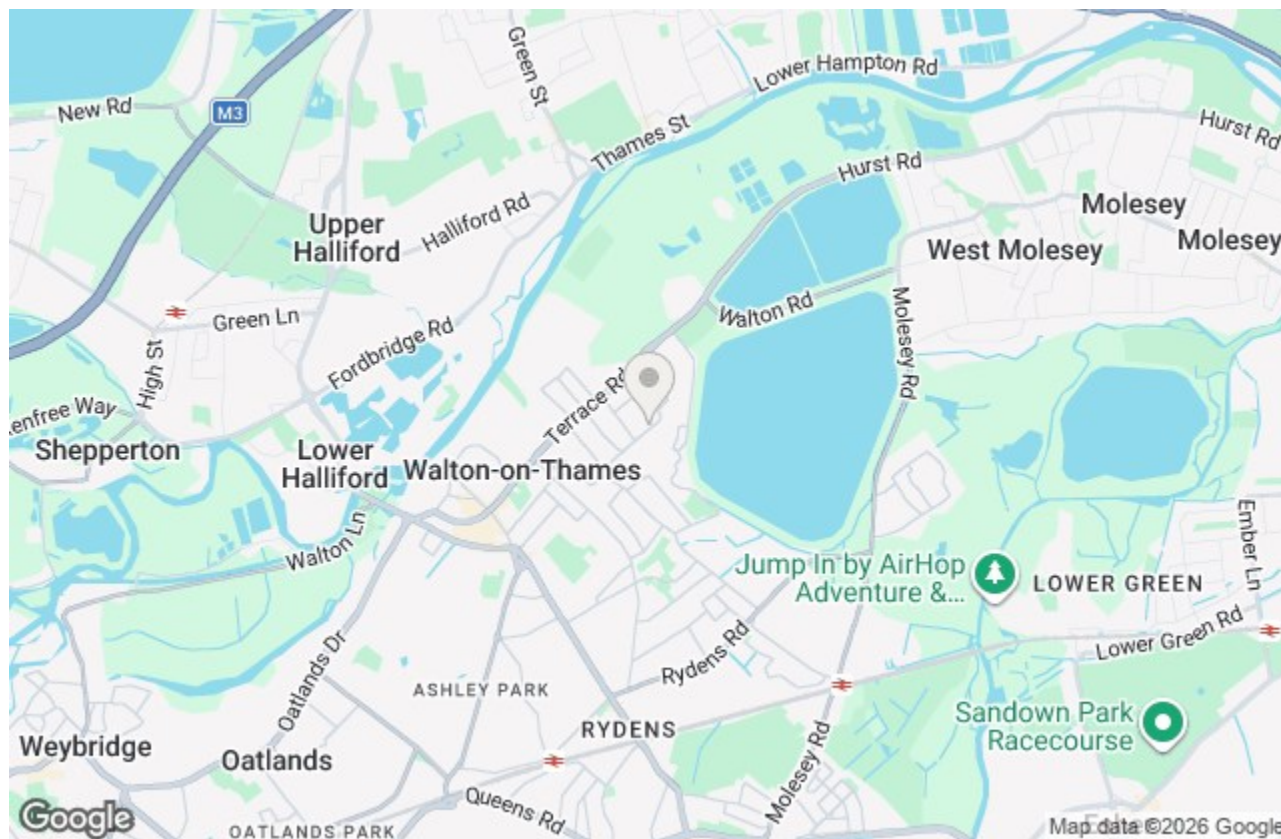 Green St
Lower Hampton Rd
New Rd
M3
Thames St
Hurst Rd
Hurst Rd
Upper
Halliford
Halliford Rd
Molesey
West Molesey
Molesey
Green Ln
Walton Rd
Molesey Rd
High St
Fordbridge Rd
Terrace Rd
enfree Way
Shepperton
Lower
Halliford
Walton-on-Thames
Walton Ln
Ember Ln
Jump In by AirHop
Adventure &...
LOWER GREEN
Lower Green Rd
Oatlands Dr
Rydens Rd
ASHLEY PARK
RYDENS
Sandown Park
Racecourse
Weybridge
Oatlands
Molesey Rd
Queens Rd
OATLANDS PARK
Google
Map data ©2026 Google